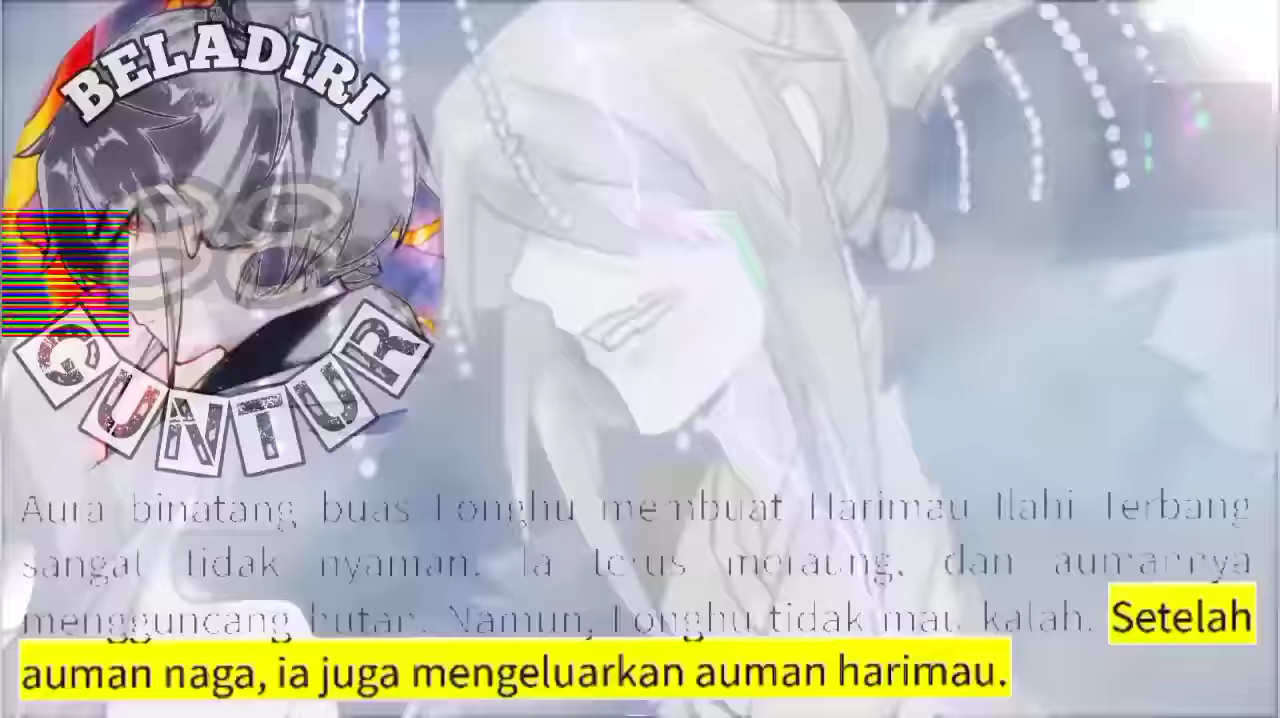 BELADIRI
GUNTUR
Aura binatang buas Longhu membuat Harimau Ilahi Terbang
sangat tidak nyaman. Ia terus meraung, dan aumannya
mengguncang hutan. Namun, Longhu tidak mau kalah. Setelah
auman naga, ia juga mengeluarkan auman harimau.